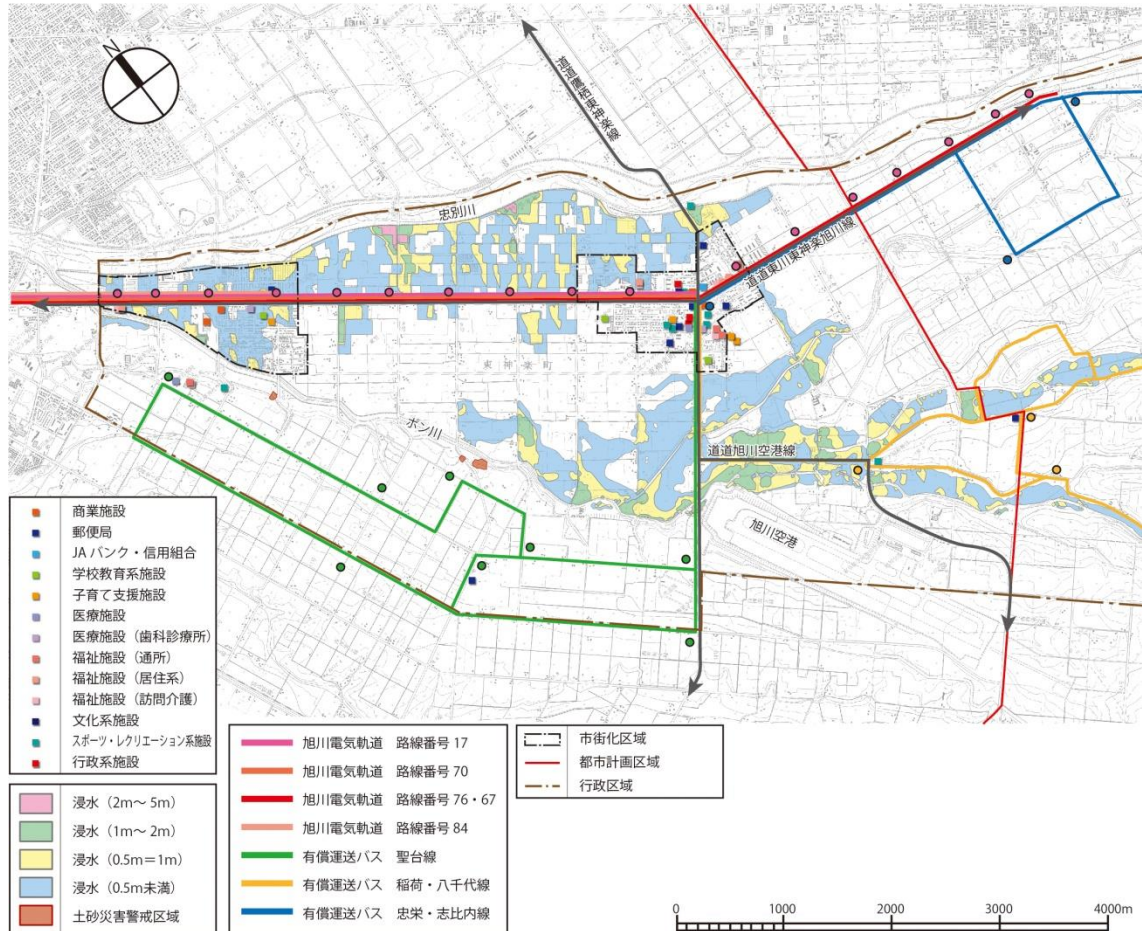 N
道道鷹栖東神楽線
忠別川
道道東川東神楽旭川線
東神楽町
ポン川
道道旭川空港線
旭川空港
商業施設
郵便局
JAバンク・信用組合
学校教育系施設
子育て支援施設
医療施設
医療施設（歯科診療所）
福祉施設（通所）
福祉施設（居住系）
福祉施設（訪問介護）
文化系施設
スポーツ・レクリエーション系施設
行政系施設
浸水（2m～5m）
浸水（1m～2m）
浸水（0.5m＝1m）
浸水（0.5m未満）
土砂災害警戒区域
旭川電気軌道　路線番号17
旭川電気軌道　路線番号70
旭川電気軌道　路線番号76・67
旭川電気軌道　路線番号84
有償運送バス　聖台線
有償運送バス　稲荷・八千代線
有償運送バス　忠栄・志比内線
市街化区域
都市計画区域
行政区域
0 1000 2000 3000 4000m